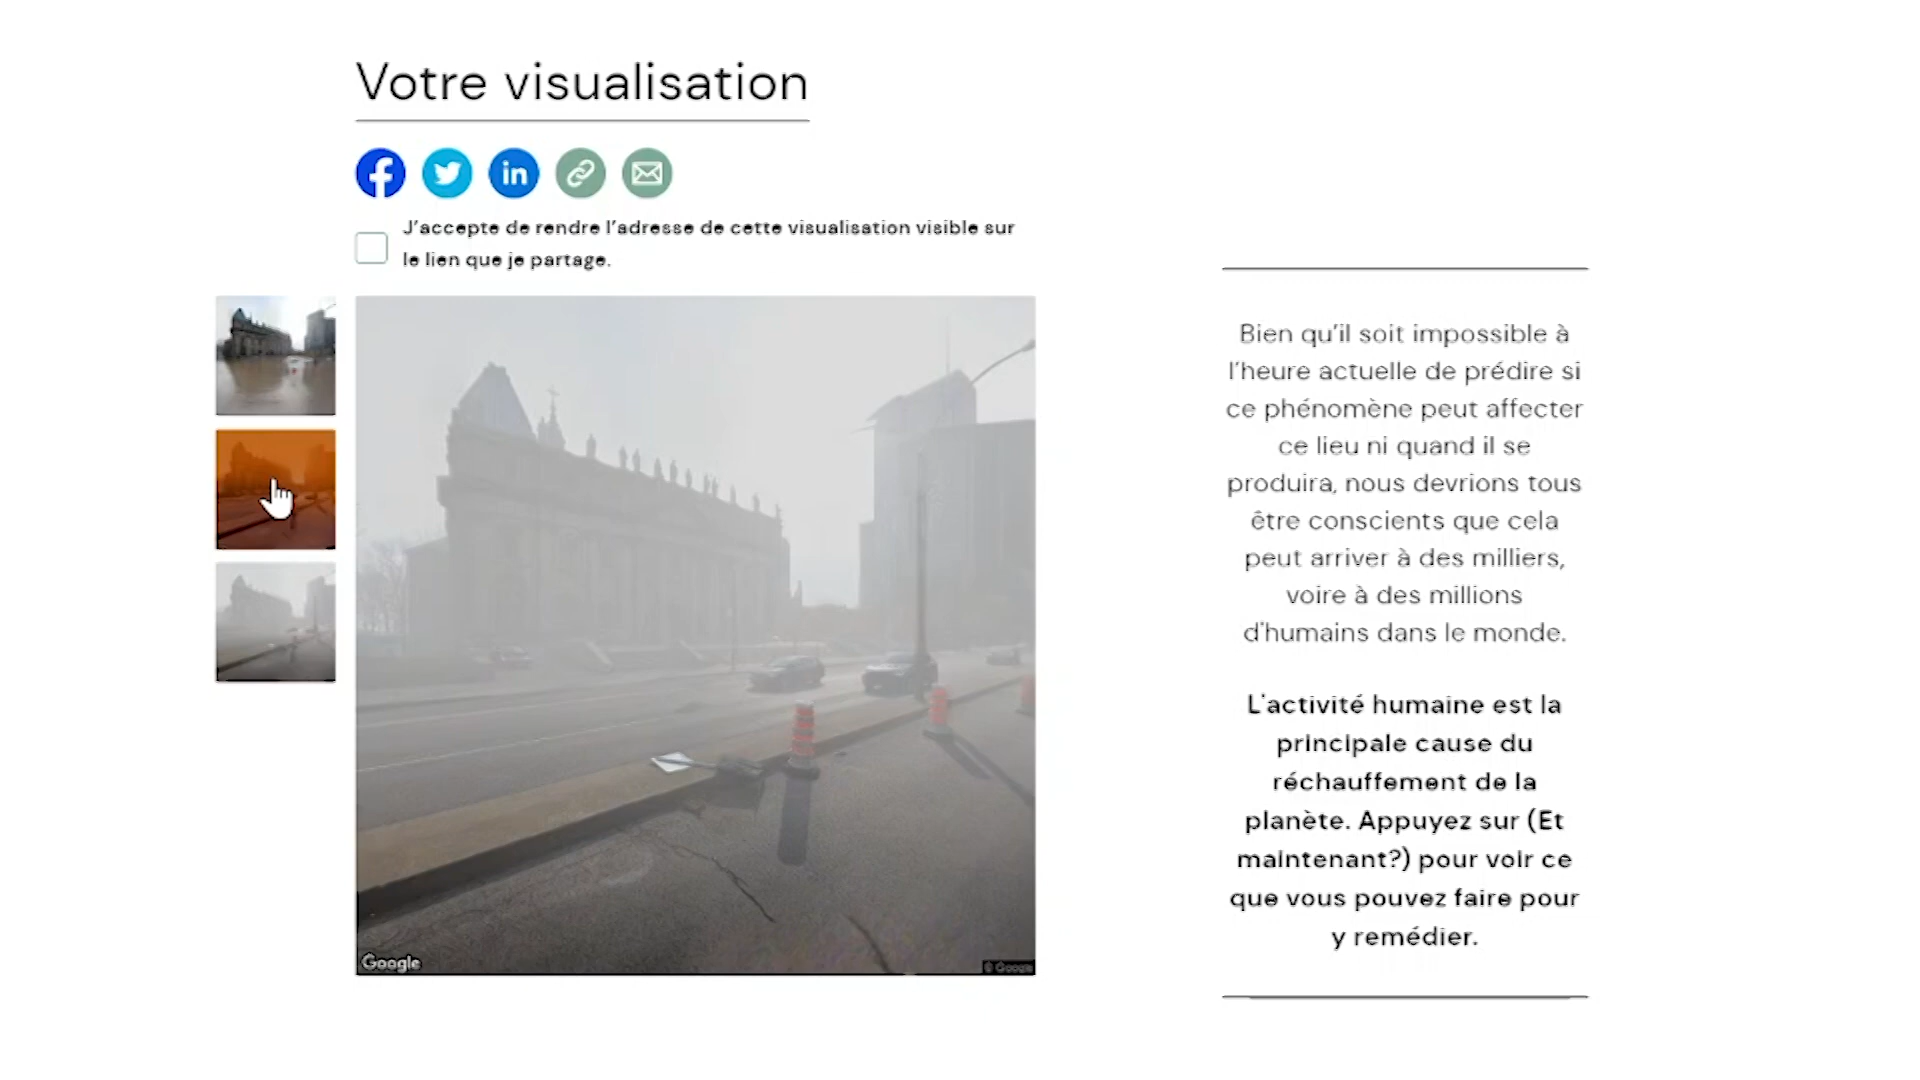 Votre visualisation
J'accepte de rendre l'adresse de cette visualisation visible sur
le lien que je partage.
Bien qu'il soit impossible à
l'heure actuelle de prédire si
ce phénomène peut affecter
ce lieu ni quand il se
produira, nous devrions tous
être conscients que cela
peut arriver à des milliers,
voire à des millions
d'humains dans le monde.
L'activité humaine est la
principale cause du
réchauffement de la
planète. Appuyez sur (Et
maintenant?) pour voir ce
que vous pouvez faire pour
y remédier.
Google
© Google